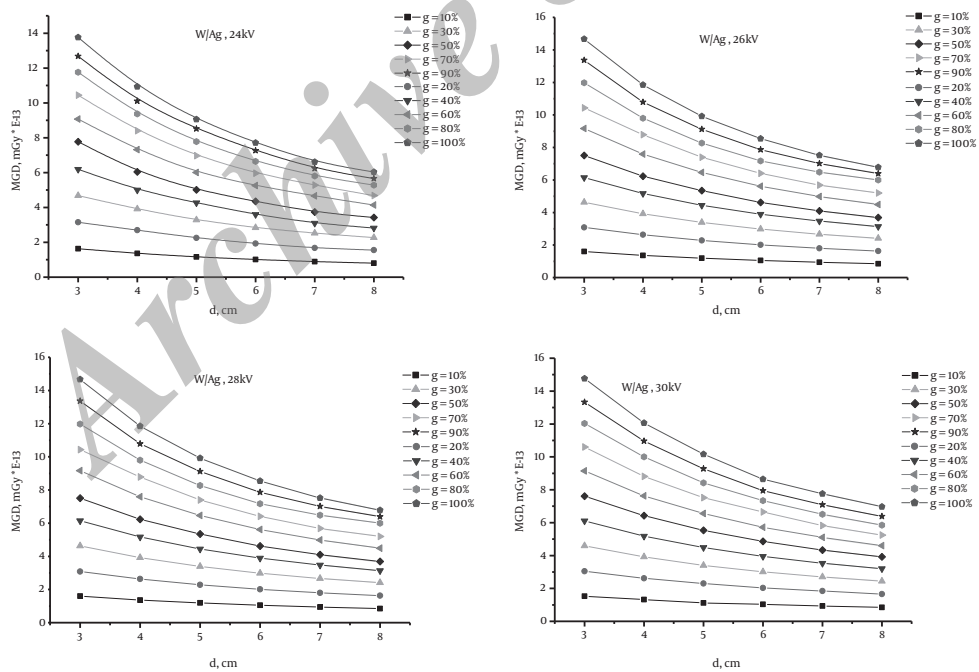 W/Ag , 24kV
14
12
10
8
6
4
2
0
3 4 5 6 7 8
d, cm
MGD, mGy * E-13
g = 10%
g = 30%
g = 50%
g = 70%
g = 90%
g = 20%
g = 40%
g = 60%
g = 80%
g = 100%
W/Ag , 26kV
16
14
12
10
8
6
4
2
0
3 4 5 6 7 8
d, cm
MGD, mGy * E-13
g = 10%
g = 30%
g = 50%
g = 70%
g = 90%
g = 20%
g = 40%
g = 60%
g = 80%
g = 100%
W/Ag , 28kV
16
14
12
10
8
6
4
2
0
3 4 5 6 7 8
d, cm
MGD, mGy * E-13
g = 10%
g = 30%
g = 50%
g = 70%
g = 90%
g = 20%
g = 40%
g = 60%
g = 80%
g = 100%
W/Ag , 30kV
16
14
12
10
8
6
4
2
0
3 4 5 6 7 8
d, cm
MGD, mGy * E-13
g = 10%
g = 30%
g = 50%
g = 70%
g = 90%
g = 20%
g = 40%
g = 60%
g = 80%
g = 100%
Archive